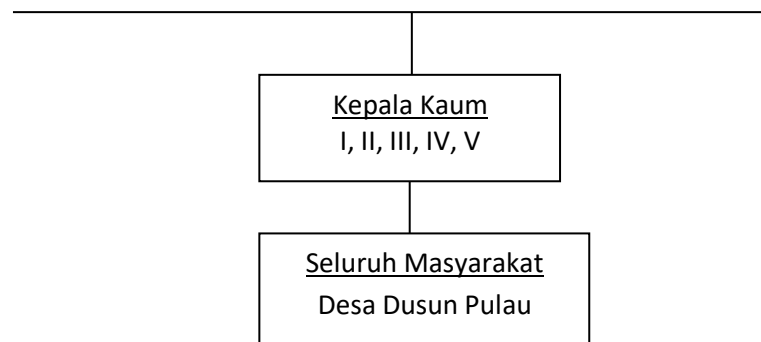 Kepala Kaum
I, II, III, IV, V
Seluruh Masyarakat
Desa Dusun Pulau